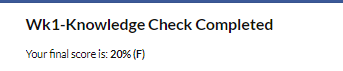 Wk1-Knowledge Check Completed
Your final score is: 20% (F)